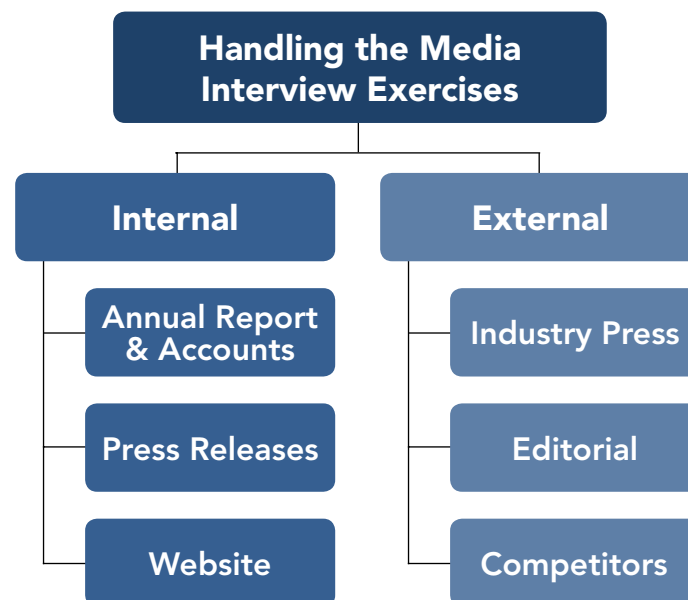 Handling the Media
Interview Exercises
Internal
External
Annual Report
& Accounts
Industry Press
Press Releases
Editorial
Website
Competitors